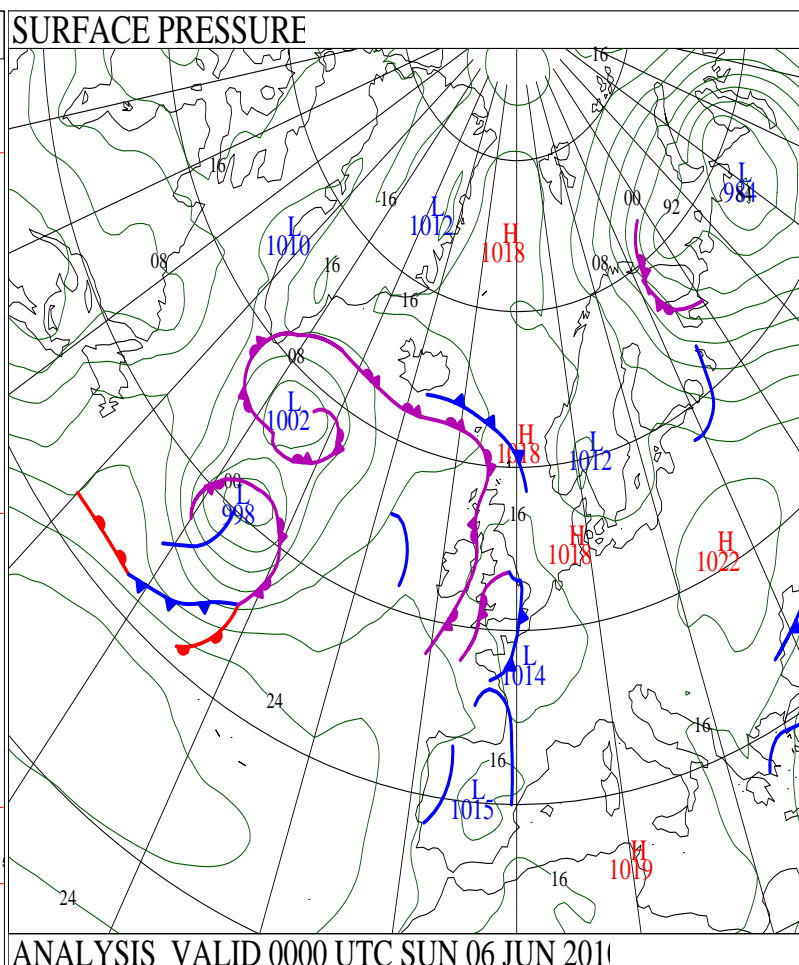 SURFACE PRESSURE
16
16
L
984
16
00
92
L
1012
L
1010
H
1018
08
16
08
16
08
L
1002
H
1018
L
1012
00
L
998
16
H
1018
H
1022
L
1014
24
16
16
L
1015
H
1019
16
24
ANALYSIS VALID 0000 UTC SUN 06 JUN